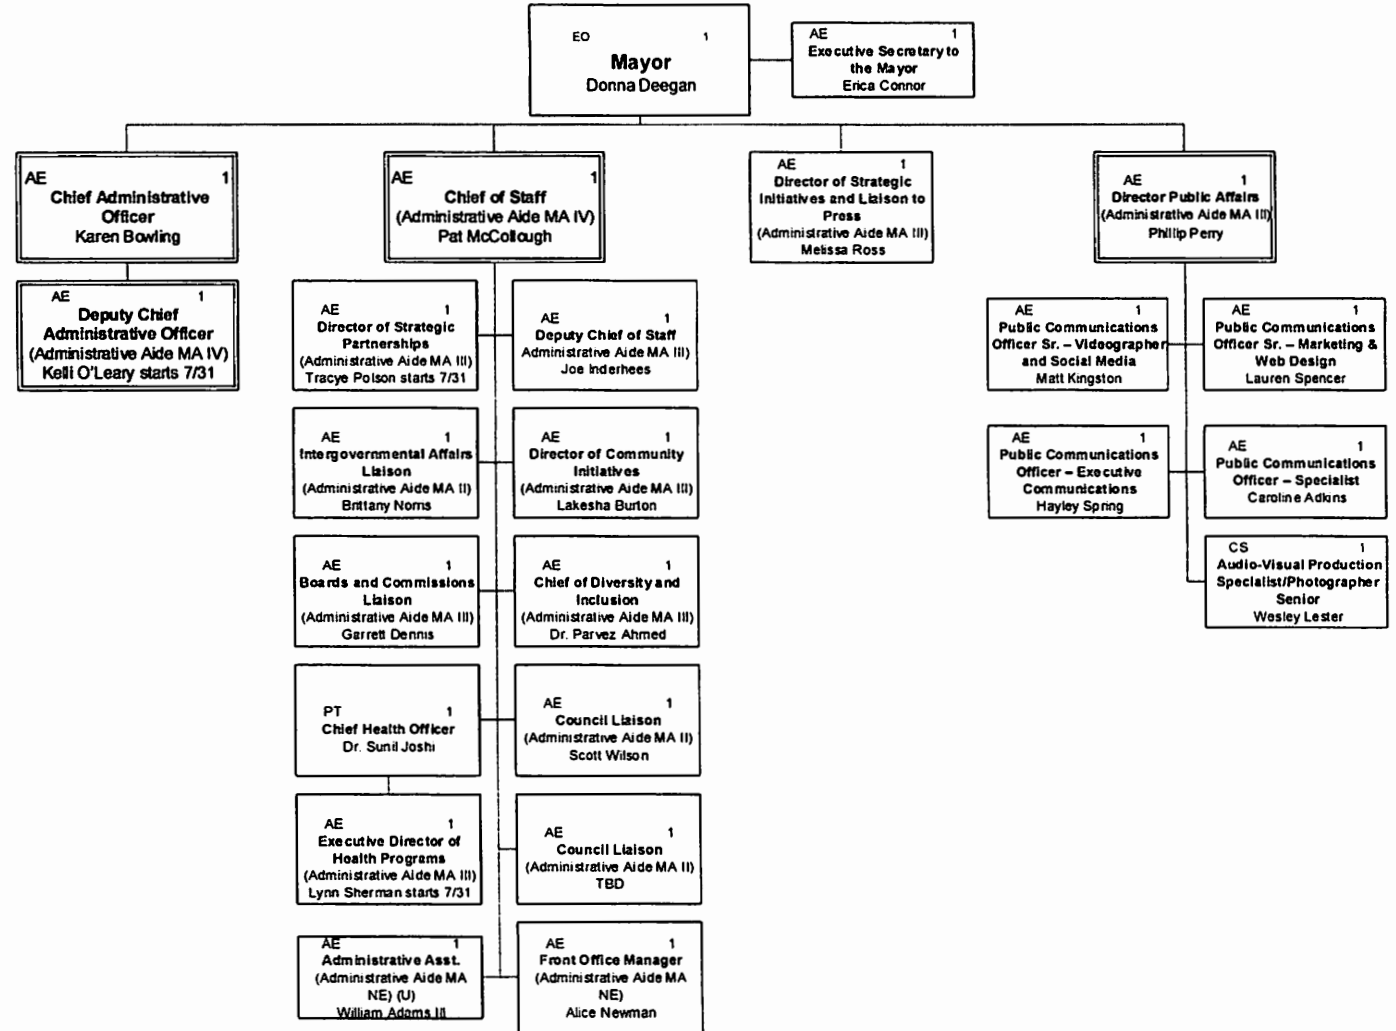 EO 1
Mayor
Donna Deegan
AE 1
Executive Secretary to
the Mayor
Erica Connor
AE 1
Chief Administrative
Officer
Karen Bowling
AE 1
Chief of Staff
(Administrative Aide MA IV)
Pat McCollough
AE 1
Director of Strategic
Initiatives and Liaison to
Press
(Administrative Aide MA III)
Melissa Ross
AE 1
Director Public Affairs
(Administrative Aide MA III)
Phillip Perry
AE 1
Deputy Chief
Administrative Officer
(Administrative Aide MA IV)
Kelli O'Leary starts 7/31
AE 1
Director of Strategic
Partnerships
(Administrative Aide MA III)
Tracye Polson starts 7/31
AE 1
Deputy Chief of Staff
Administrative Aide MA III)
Joe Inderhees
AE 1
Intergovernmental Affairs
Liaison
(Administrative Aide MA II)
Brittany Norris
AE 1
Director of Community
Initiatives
(Administrative Aide MA III)
Lakesha Burton
AE 1
Boards and Commissions
Liaison
(Administrative Aide MA III)
Garrett Dennis
AE 1
Chief of Diversity and
Inclusion
(Administrative Aide MA III)
Dr. Parvez Ahmed
PT 1
Chief Health Officer
Dr. Sunil Joshi
AE 1
Council Liaison
(Administrative Aide MA II)
Scott Wilson
AE 1
Executive Director of
Health Programs
(Administrative Aide MA III)
Lynn Sherman starts 7/31
AE 1
Council Liaison
(Administrative Aide MA II)
TBD
AE 1
Administrative Asst.
(Administrative Aide MA
NE) (U)
William Adams III
AE 1
Front Office Manager
(Administrative Aide MA
NE)
Alice Newman
AE 1
Public Communications
Officer Sr. – Videographer
and Social Media
Matt Kingston
AE 1
Public Communications
Officer Sr. – Marketing &
Web Design
Lauren Spencer
AE 1
Public Communications
Officer – Executive
Communications
Hayley Spring
AE 1
Public Communications
Officer – Specialist
Caroline Adkins
CS 1
Audio-Visual Production
Specialist/Photographer
Senior
Wesley Lester